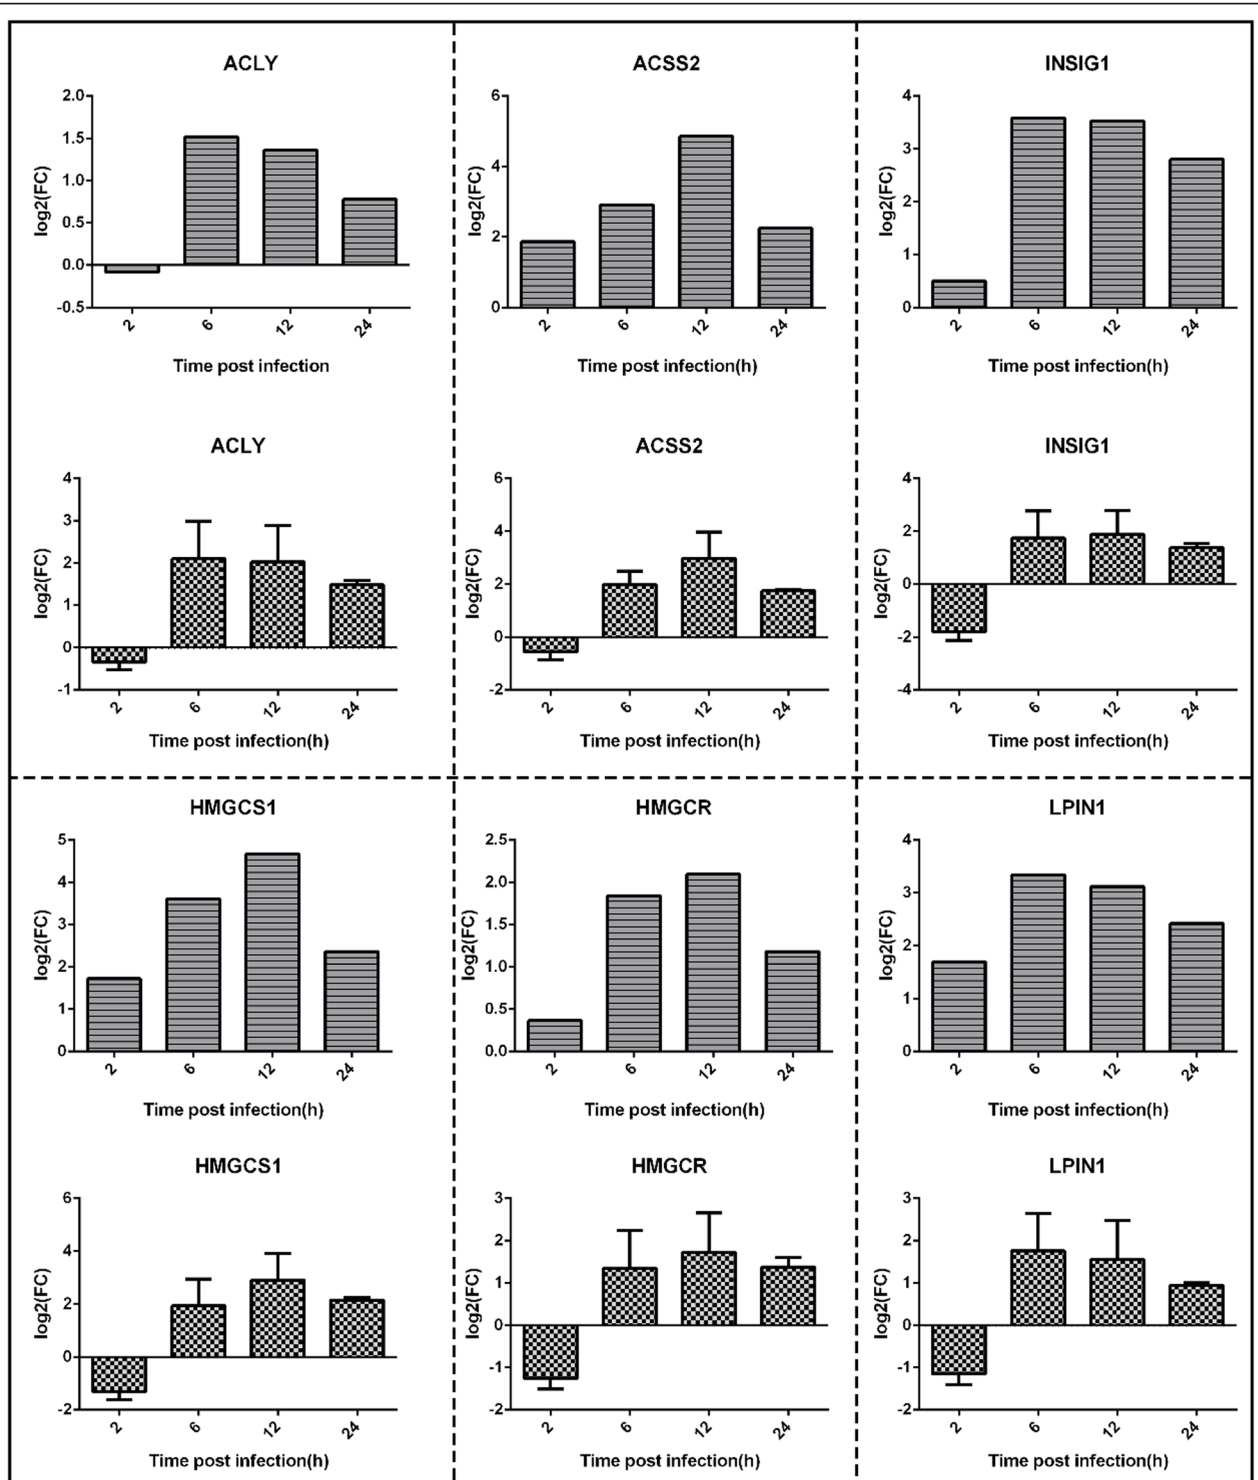 ACLY
2.0
1.5
1.0
0.5
0.0
-0.5
log2(FC)
2 6 12 24
Time post infection
ACSS2
6
4
2
0
log2(FC)
2 6 12 24
Time post infection(h)
INSIG1
4
3
2
1
0
log2(FC)
2 6 12 24
Time post infection(h)
ACLY
4
3
2
1
0
-1
log2(FC)
2 6 12 24
Time post infection(h)
ACSS2
6
4
2
0
-2
log2(FC)
2 6 12 24
Time post infection(h)
INSIG1
4
2
0
-2
-4
log2(FC)
2 6 12 24
Time post infection(h)
HMGCS1
5
4
3
2
1
0
log2(FC)
2 6 12 24
Time post infection(h)
HMGCR
2.5
2.0
1.5
1.0
0.5
0.0
log2(FC)
2 6 12 24
Time post infection(h)
LPIN1
4
3
2
1
0
log2(FC)
2 6 12 24
Time post infection(h)
HMGCS1
6
4
2
0
-2
log2(FC)
2 6 12 24
Time post infection(h)
HMGCR
3
2
1
0
-1
-2
log2(FC)
2 6 12 24
Time post infection(h)
LPIN1
3
2
1
0
-1
-2
log2(FC)
2 6 12 24
Time post infection(h)